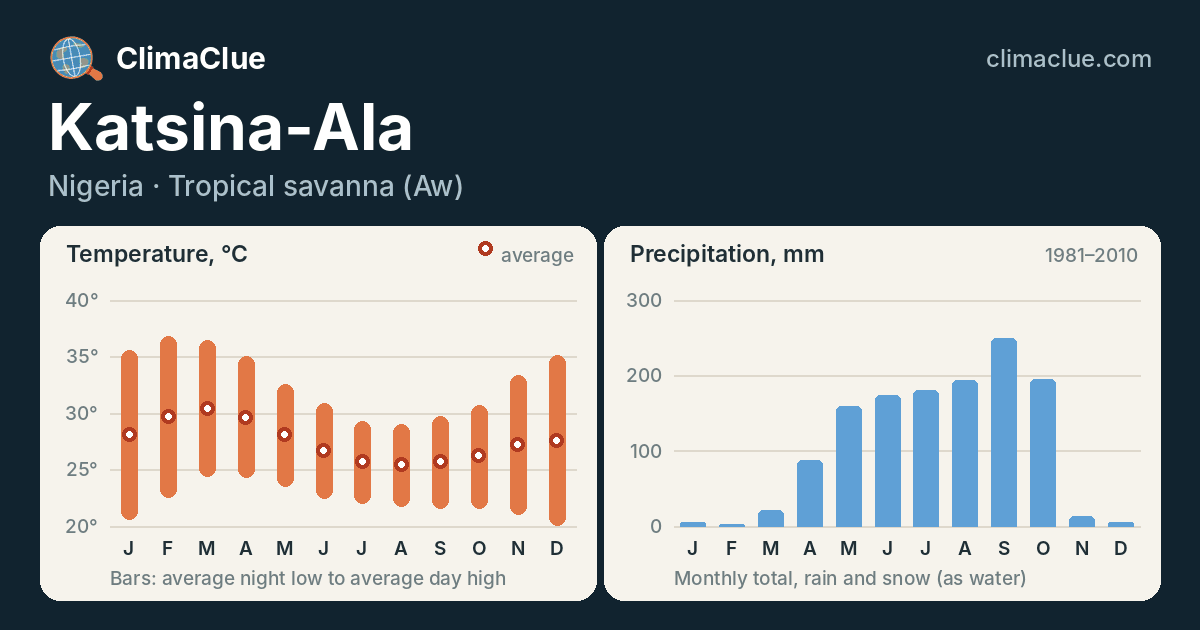 ClimaClue
climaclue.com
Katsina-Ala
Nigeria · Tropical savanna (Aw)
Temperature, °C
average
40°
35°
30°
25°
20°
J F M A M J J A S O N D
Bars: average night low to average day high
Precipitation, mm
1981–2010
300
200
100
0
J F M A M J J A S O N D
Monthly total, rain and snow (as water)